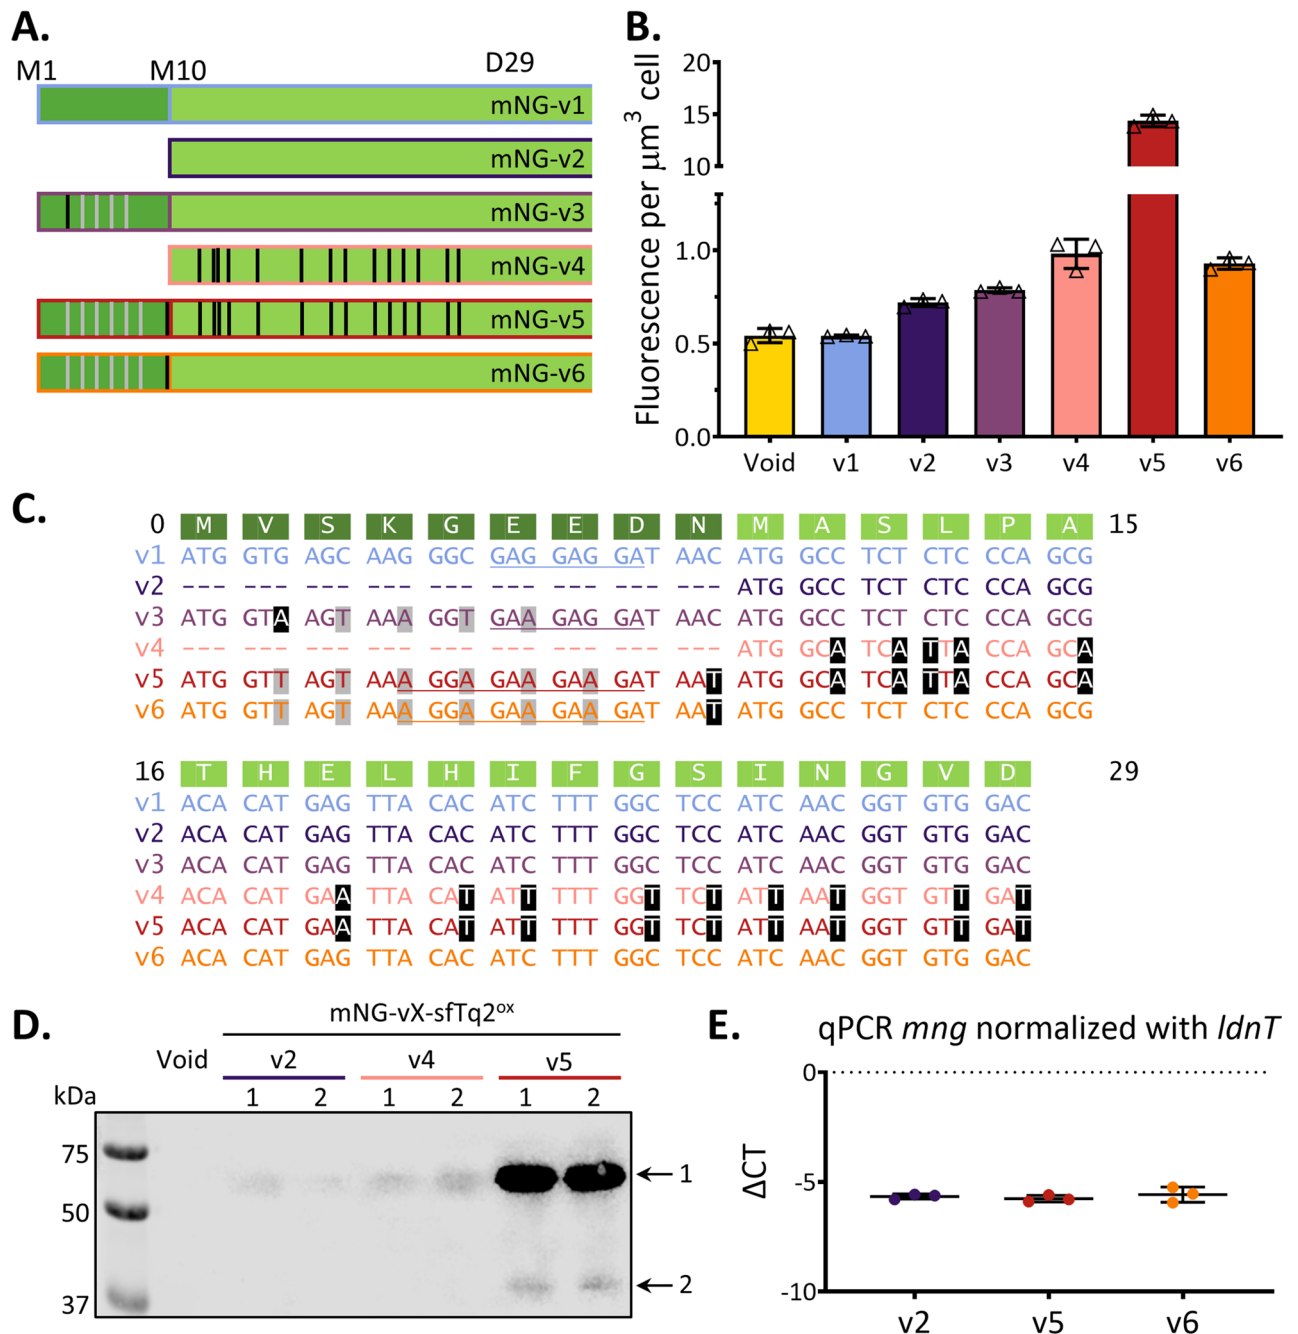 A.
M1 M10 D29
mNG-v1
mNG-v2
mNG-v3
mNG-v4
mNG-v5
mNG-v6
B.
Fluorescence per μm³ cell
20
15
10
1.0
0.5
0.0
Void v1 v2 v3 v4 v5 v6
C.
0 M V S K G E E D N M A S L P A 15
v1 ATG GTG AGC AAG GGC GAG GAG GAT AAC ATG GCC TCT CTC CCA GCG
v2 --- --- --- --- --- --- --- --- --- ATG GCC TCT CTC CCA GCG
v3 ATG GTA AGT AAA GGT GAA GAG GAT AAC ATG GCC TCT CTC CCA GCG
v4 --- --- --- --- --- --- --- --- --- ATG GCA TCA TTA CCA GCA
v5 ATG GTT AGT AAA GGA GAA GAA GAT AAT ATG GCA TCA TTA CCA GCA
v6 ATG GTT AGT AAA GGA GAA GAA GAT AAT ATG GCC TCT CTC CCA GCG
16 T H E L H I F G S I N G V D 29
v1 ACA CAT GAG TTA CAC ATC TTT GGC TCC ATC AAC GGT GTG GAC
v2 ACA CAT GAG TTA CAC ATC TTT GGC TCC ATC AAC GGT GTG GAC
v3 ACA CAT GAG TTA CAC ATC TTT GGC TCC ATC AAC GGT GTG GAC
v4 ACA CAT GAA TTA CAT ATT TTT GGT TCT ATT AAT GGT GTT GAT
v5 ACA CAT GAA TTA CAT ATT TTT GGT TCT ATT AAT GGT GTT GAT
v6 ACA CAT GAG TTA CAC ATC TTT GGC TCC ATC AAC GGT GTG GAC
D.
mNG-vX-sfTq2ᵒˣ
Void v2 v4 v5
kDa 1 2 1 2 1 2
75
50
37
1
2
E.
qPCR mng normalized with ldnT
ΔCT
0
-5
-10
v2 v5 v6